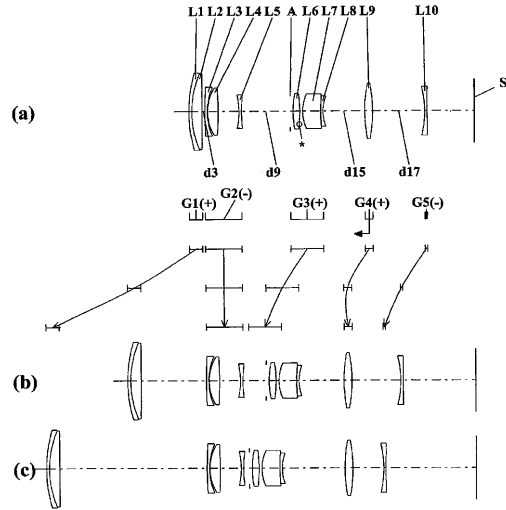 L1 L2 L3 L4 L5 A L6 L7 L8 L9 L10
S
(a)
*
d3 d9 d15 d17
G1(+) G2(-) G3(+) G4(+) G5(-)
(b)
(c)